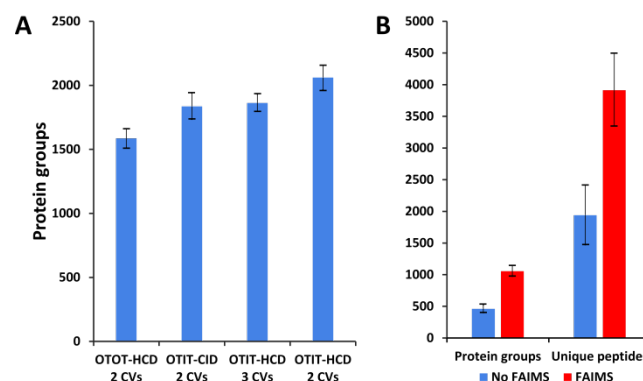 A
Protein groups
2500
2000
1500
1000
500
0
OTOT-HCD
2 CVs
OTIT-CID
2 CVs
OTIT-HCD
3 CVs
OTIT-HCD
2 CVs
B
5000
4500
4000
3500
3000
2500
2000
1500
1000
500
0
Protein groups
Unique peptide
No FAIMS
FAIMS